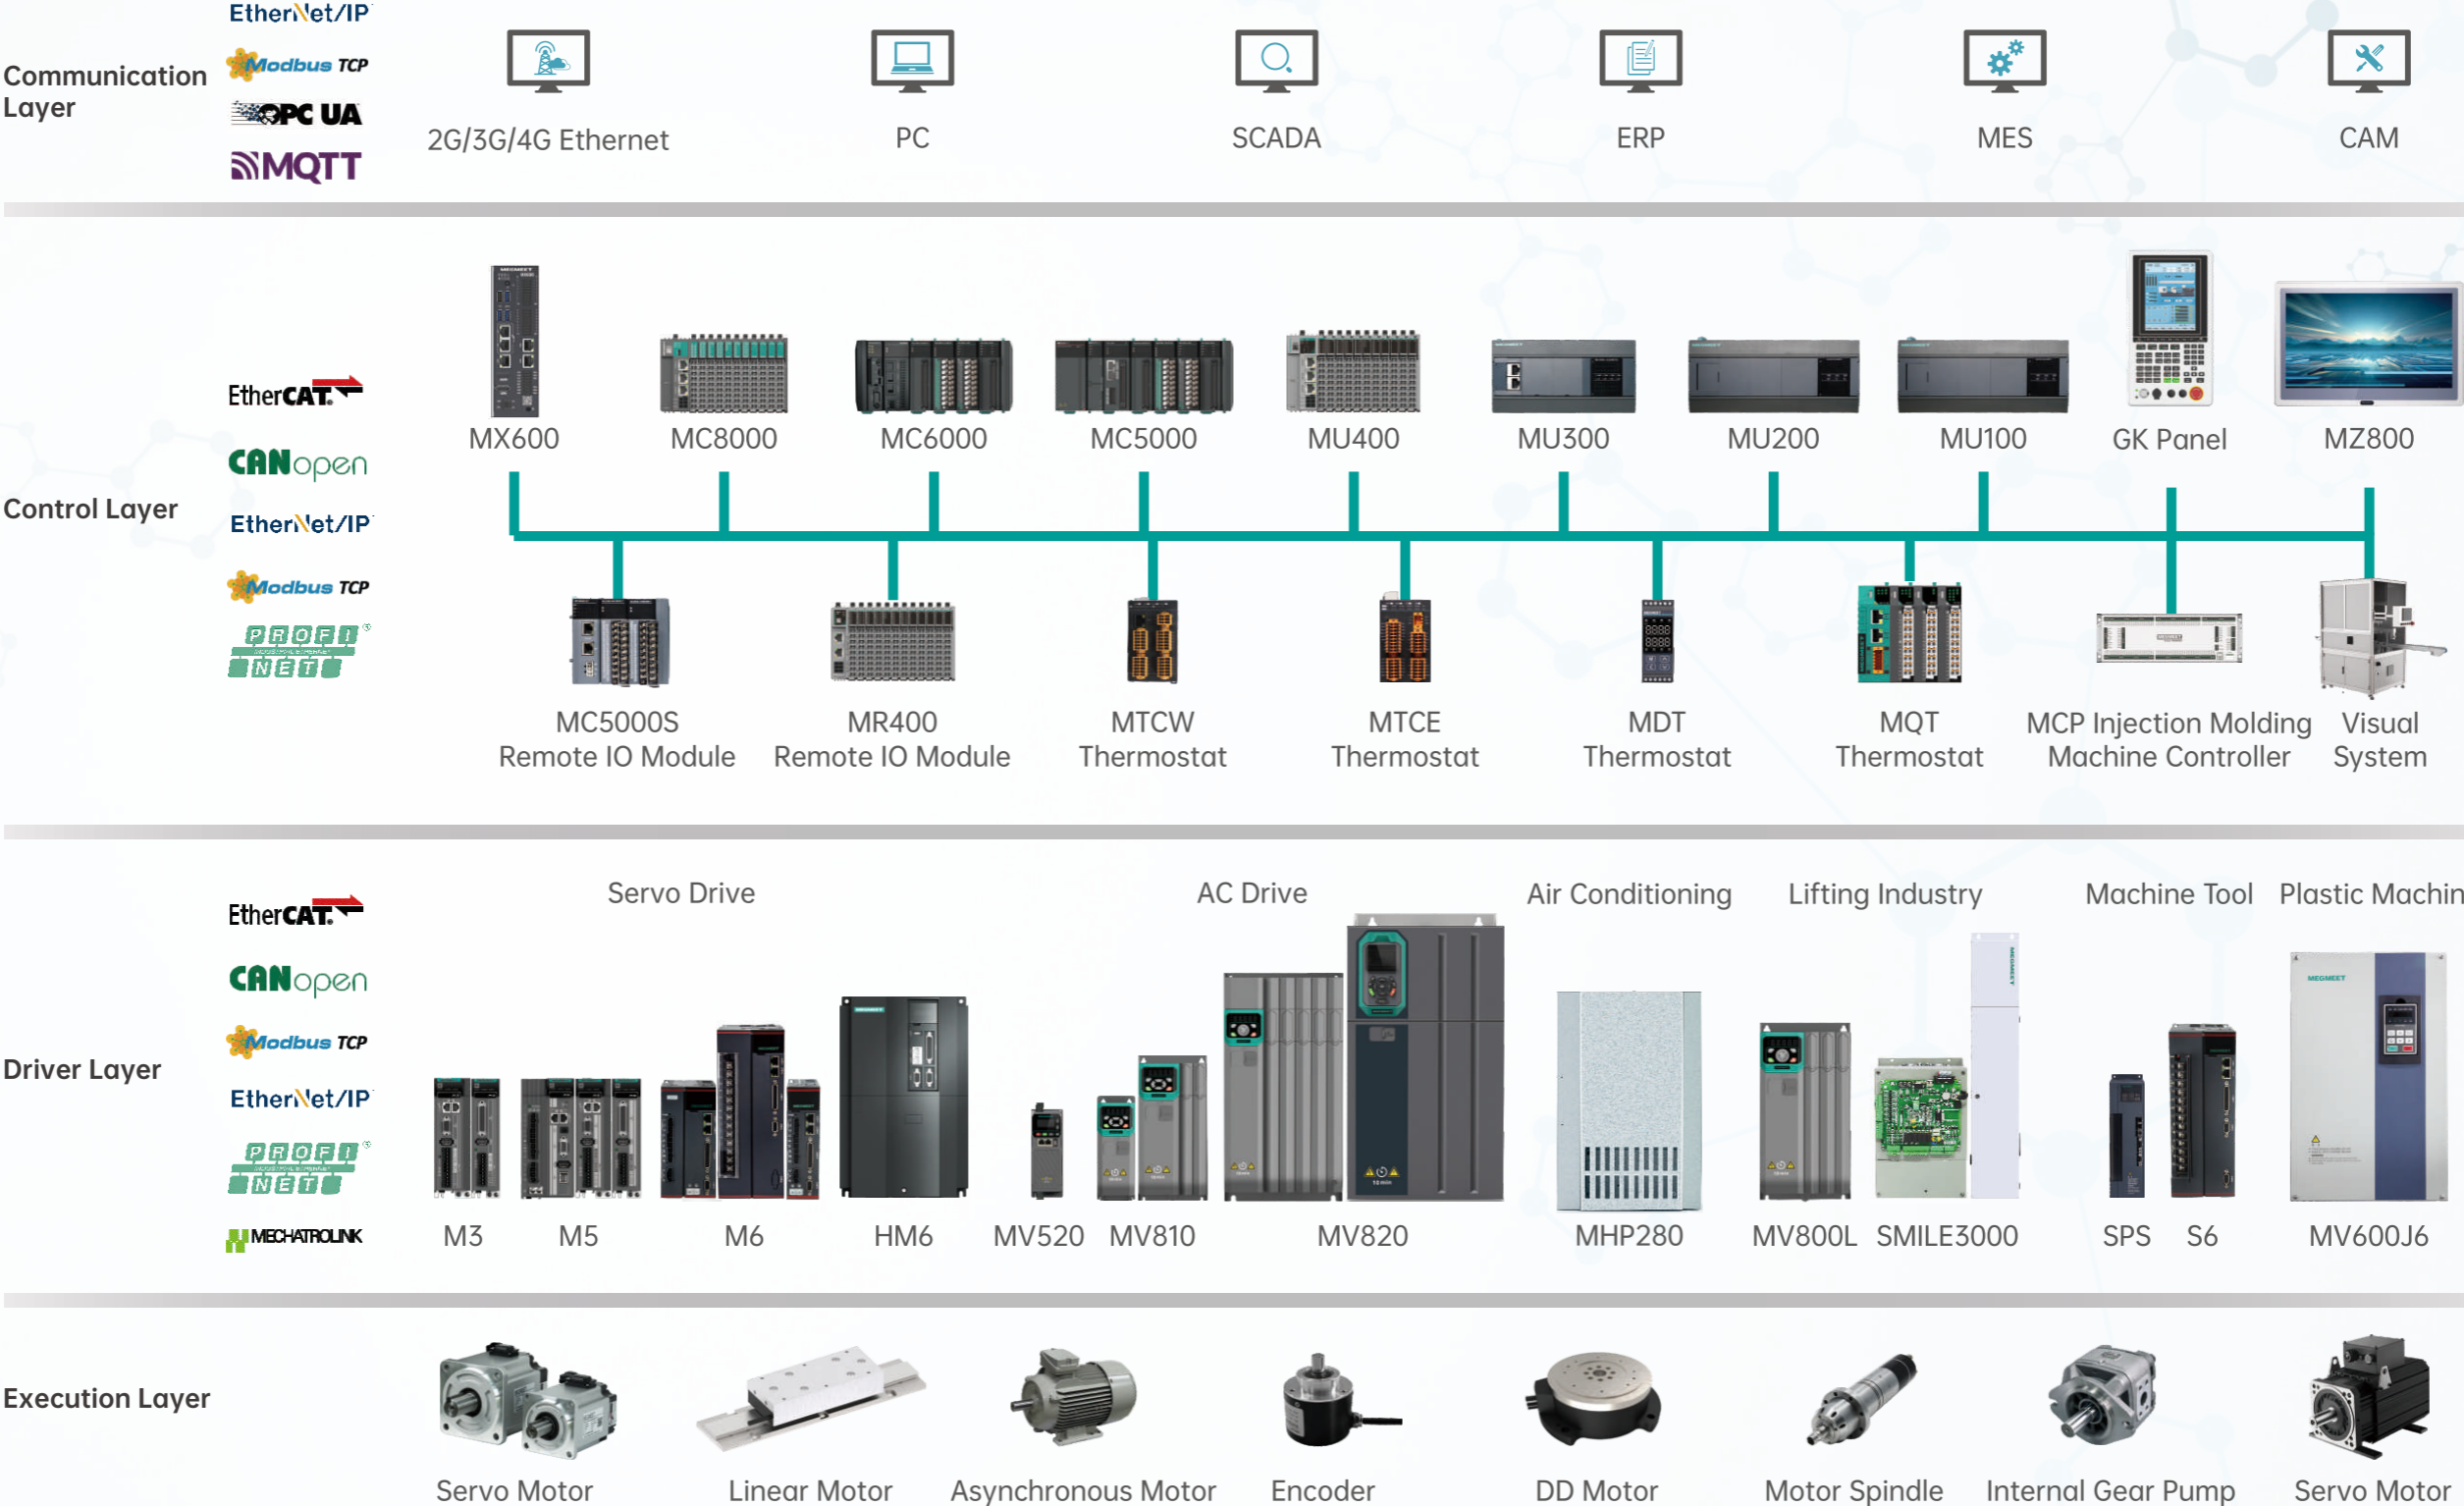 EtherNet/IP
Communication
Layer
Modbus TCP
OPC UA
MQTT
2G/3G/4G Ethernet
PC
SCADA
ERP
MES
CAM
Control Layer
EtherCAT
CANopen
EtherNet/IP
Modbus TCP
PROFI
NET
MX600
MC8000
MC6000
MC5000
MU400
MU300
MU200
MU100
GK Panel
MZ800
MC5000S
Remote IO Module
MR400
Remote IO Module
MTCW
Thermostat
MTCE
Thermostat
MDT
Thermostat
MQT
Thermostat
MCP Injection Molding
Machine Controller
Visual
System
Driver Layer
EtherCAT
CANopen
Modbus TCP
EtherNet/IP
PROFI
NET
MECHATROLINK
Servo Drive
AC Drive
Air Conditioning
Lifting Industry
Machine Tool
Plastic Machin
MEGMEET
MEGMEET
M3
M5
M6
HM6
MV520
MV810
MV820
MHP280
MV800L
SMILE3000
SPS
S6
MV600J6
Execution Layer
Servo Motor
Linear Motor
Asynchronous Motor
Encoder
DD Motor
Motor Spindle
Internal Gear Pump
Servo Motor